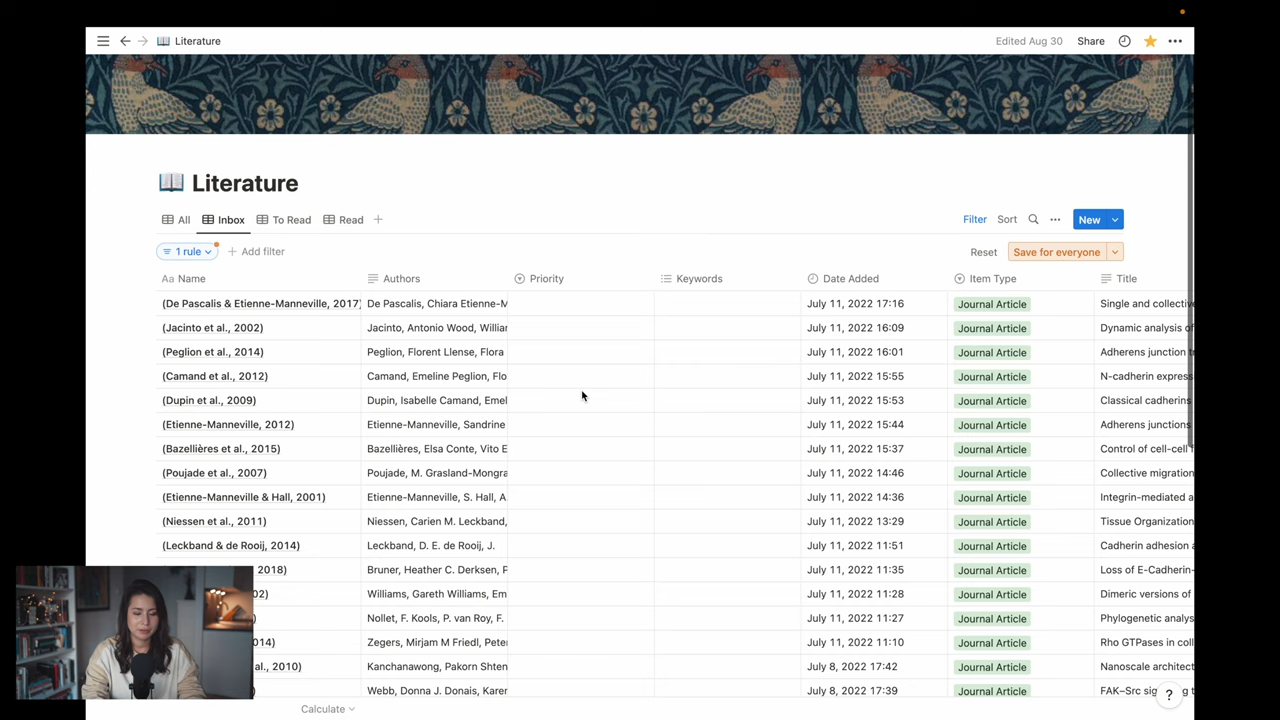 Literature
Edited Aug 30 Share
Literature
All Inbox To Read Read
Filter Sort New
1 rule Add filter Reset Save for everyone
Aa Name Authors Priority Keywords Date Added Item Type Title
(De Pascalis & Etienne-Manneville, 2017) De Pascalis, Chiara Etienne-M July 11, 2022 17:16 Journal Article Single and collectiv
(Jacinto et al., 2002) Jacinto, Antonio Wood, Willian July 11, 2022 16:09 Journal Article Dynamic analysis of
(Peglion et al., 2014) Peglion, Florent Llense, Flora July 11, 2022 16:01 Journal Article Adherens junction t
(Camand et al., 2012) Camand, Emeline Peglion, Flo July 11, 2022 15:55 Journal Article N-cadherin expres
(Dupin et al., 2009) Dupin, Isabelle Camand, Emel July 11, 2022 15:53 Journal Article Classical cadherins
(Etienne-Manneville, 2012) Etienne-Manneville, Sandrine July 11, 2022 15:44 Journal Article Adherens junctions
(Bazellières et al., 2015) Bazellières, Elsa Conte, Vito E July 11, 2022 15:37 Journal Article Control of cell-cell f
(Poujade et al., 2007) Poujade, M. Grasland-Mongra July 11, 2022 14:46 Journal Article Collective migration
(Etienne-Manneville & Hall, 2001) Etienne-Manneville, S. Hall, A. July 11, 2022 14:36 Journal Article Integrin-mediated a
(Niessen et al., 2011) Niessen, Carien M. Leckband, July 11, 2022 13:29 Journal Article Tissue Organization
(Leckband & de Rooij, 2014) Leckband, D. E. de Rooij, J. July 11, 2022 11:51 Journal Article Cadherin adhesion a
2018) Bruner, Heather C. Derksen, P July 11, 2022 11:35 Journal Article Loss of E-Cadherin-
02) Williams, Gareth Williams, Em July 11, 2022 11:28 Journal Article Dimeric versions of
) Nollet, F. Kools, P. van Roy, F. July 11, 2022 11:27 Journal Article Phylogenetic analys
014) Zegers, Mirjam M Friedl, Peter July 11, 2022 11:10 Journal Article Rho GTPases in coll
al., 2010) Kanchanawong, Pakorn Shten July 8, 2022 17:42 Journal Article Nanoscale architect
) Webb, Donna J. Donais, Karen July 8, 2022 17:39 Journal Article FAK–Src sig
Calculate
?